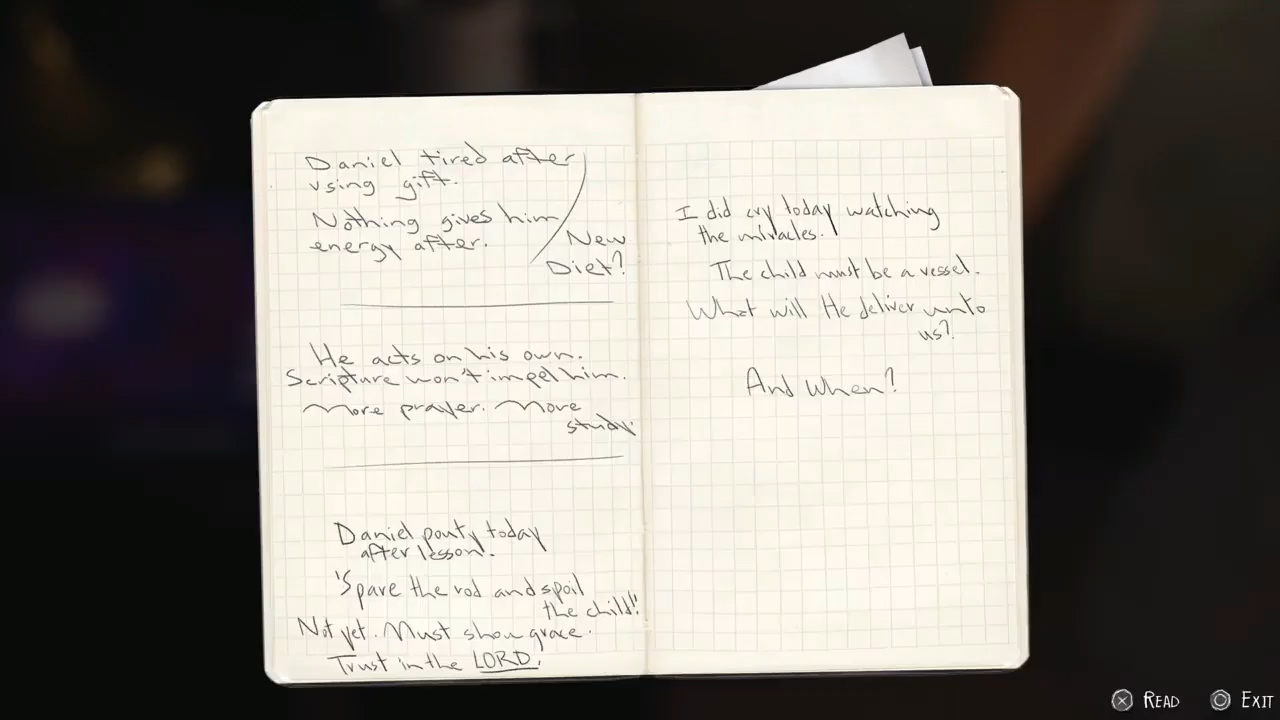 Daniel tired after
using gift.
Nothing gives him
energy after.
New
Diet?
He acts on his own.
Scripture won't impel him.
More prayer. More
study.
Daniel pouty today
after lesson.
'Spare the rod and spoil
the child!'
Not yet. Must show grace.
Trust in the LORD.
I did cry today watching
the miracles.
The child must be a vessel.
What will He deliver unto
us?
And When?
READ
EXIT